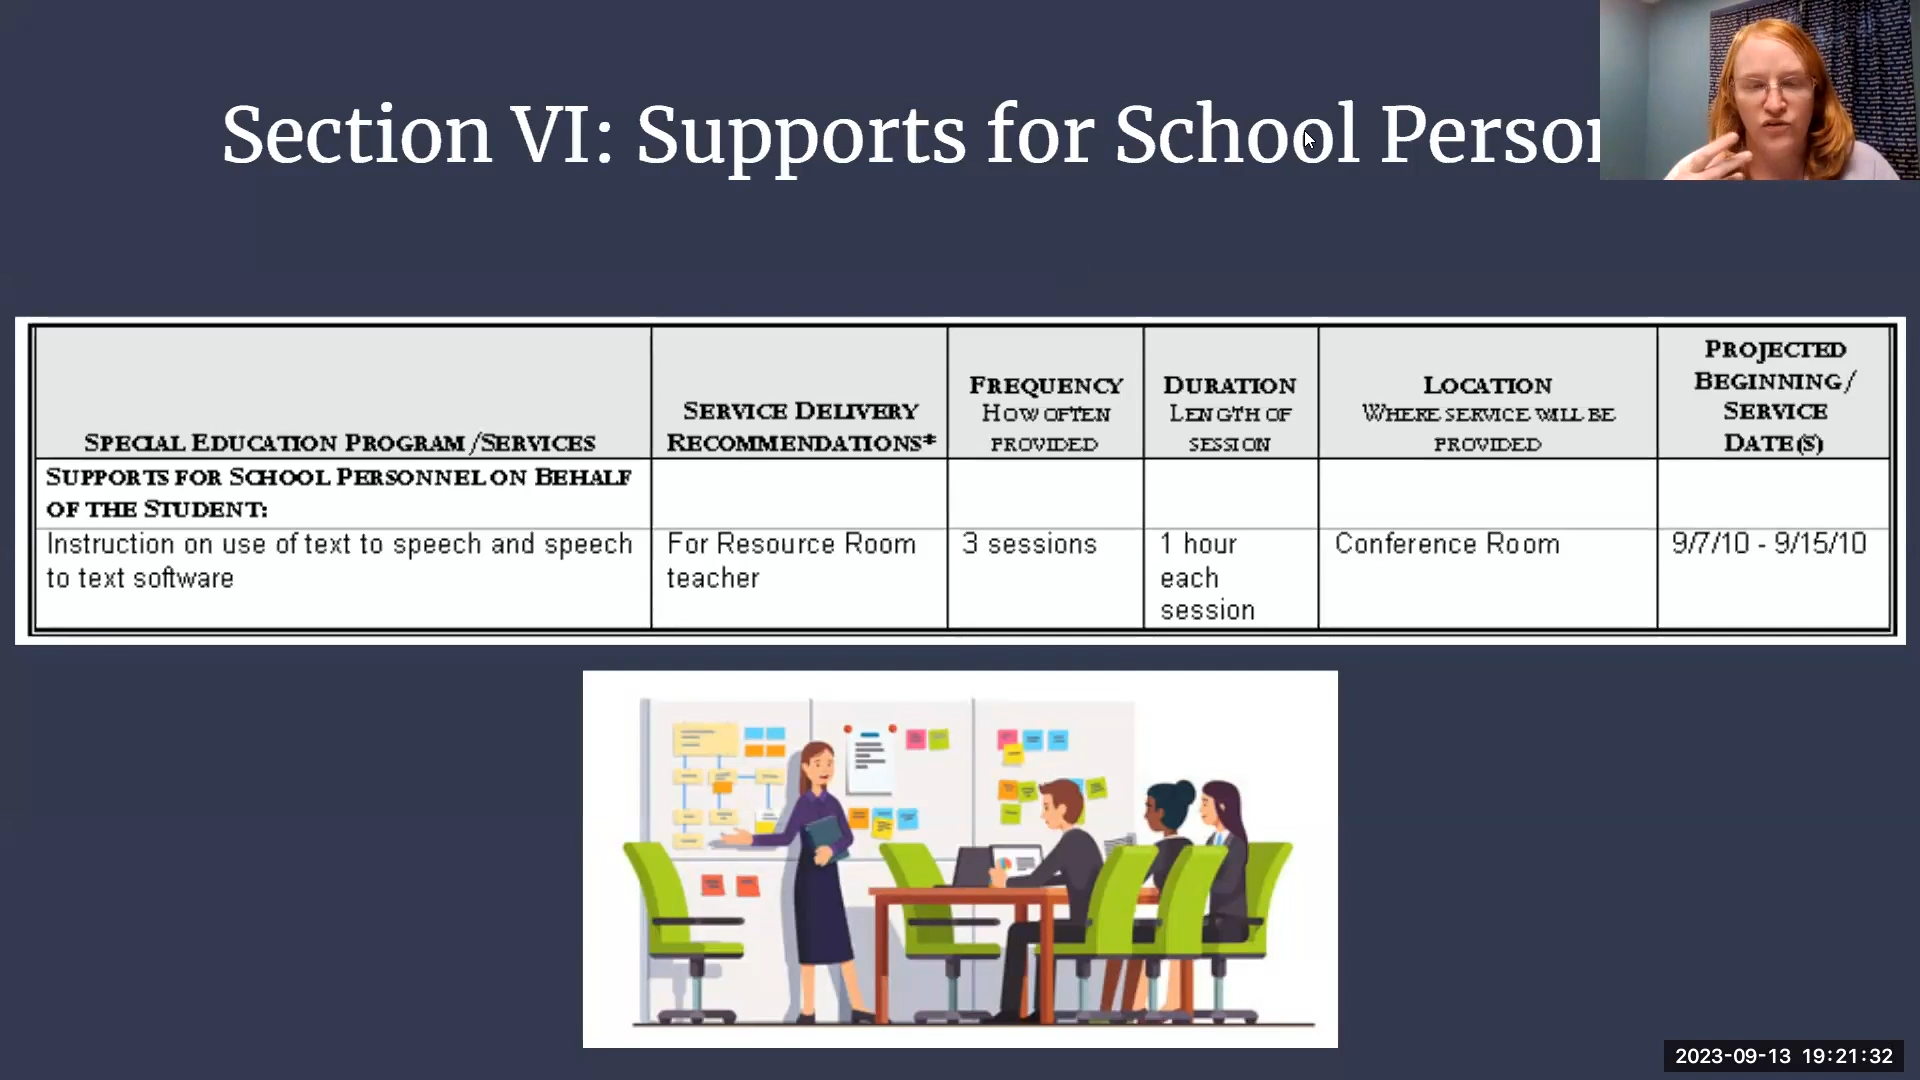 Section VI: Supports for School Person
SPECIAL EDUCATION PROGRAM/SERVICES
SERVICE DELIVERY
RECOMMENDATIONS*
FREQUENCY
HOW OFTEN
PROVIDED
DURATION
LENGTH OF
SESSION
LOCATION
WHERE SERVICE WILL BE
PROVIDED
PROJECTED
BEGINNING/
SERVICE
DATE(S)
SUPPORTS FOR SCHOOL PERSONNEL ON BEHALF
OF THE STUDENT:
Instruction on use of text to speech and speech
to text software
For Resource Room
teacher
3 sessions
1 hour
each
session
Conference Room
9/7/10 - 9/15/10
2023-09-13 19:21:32